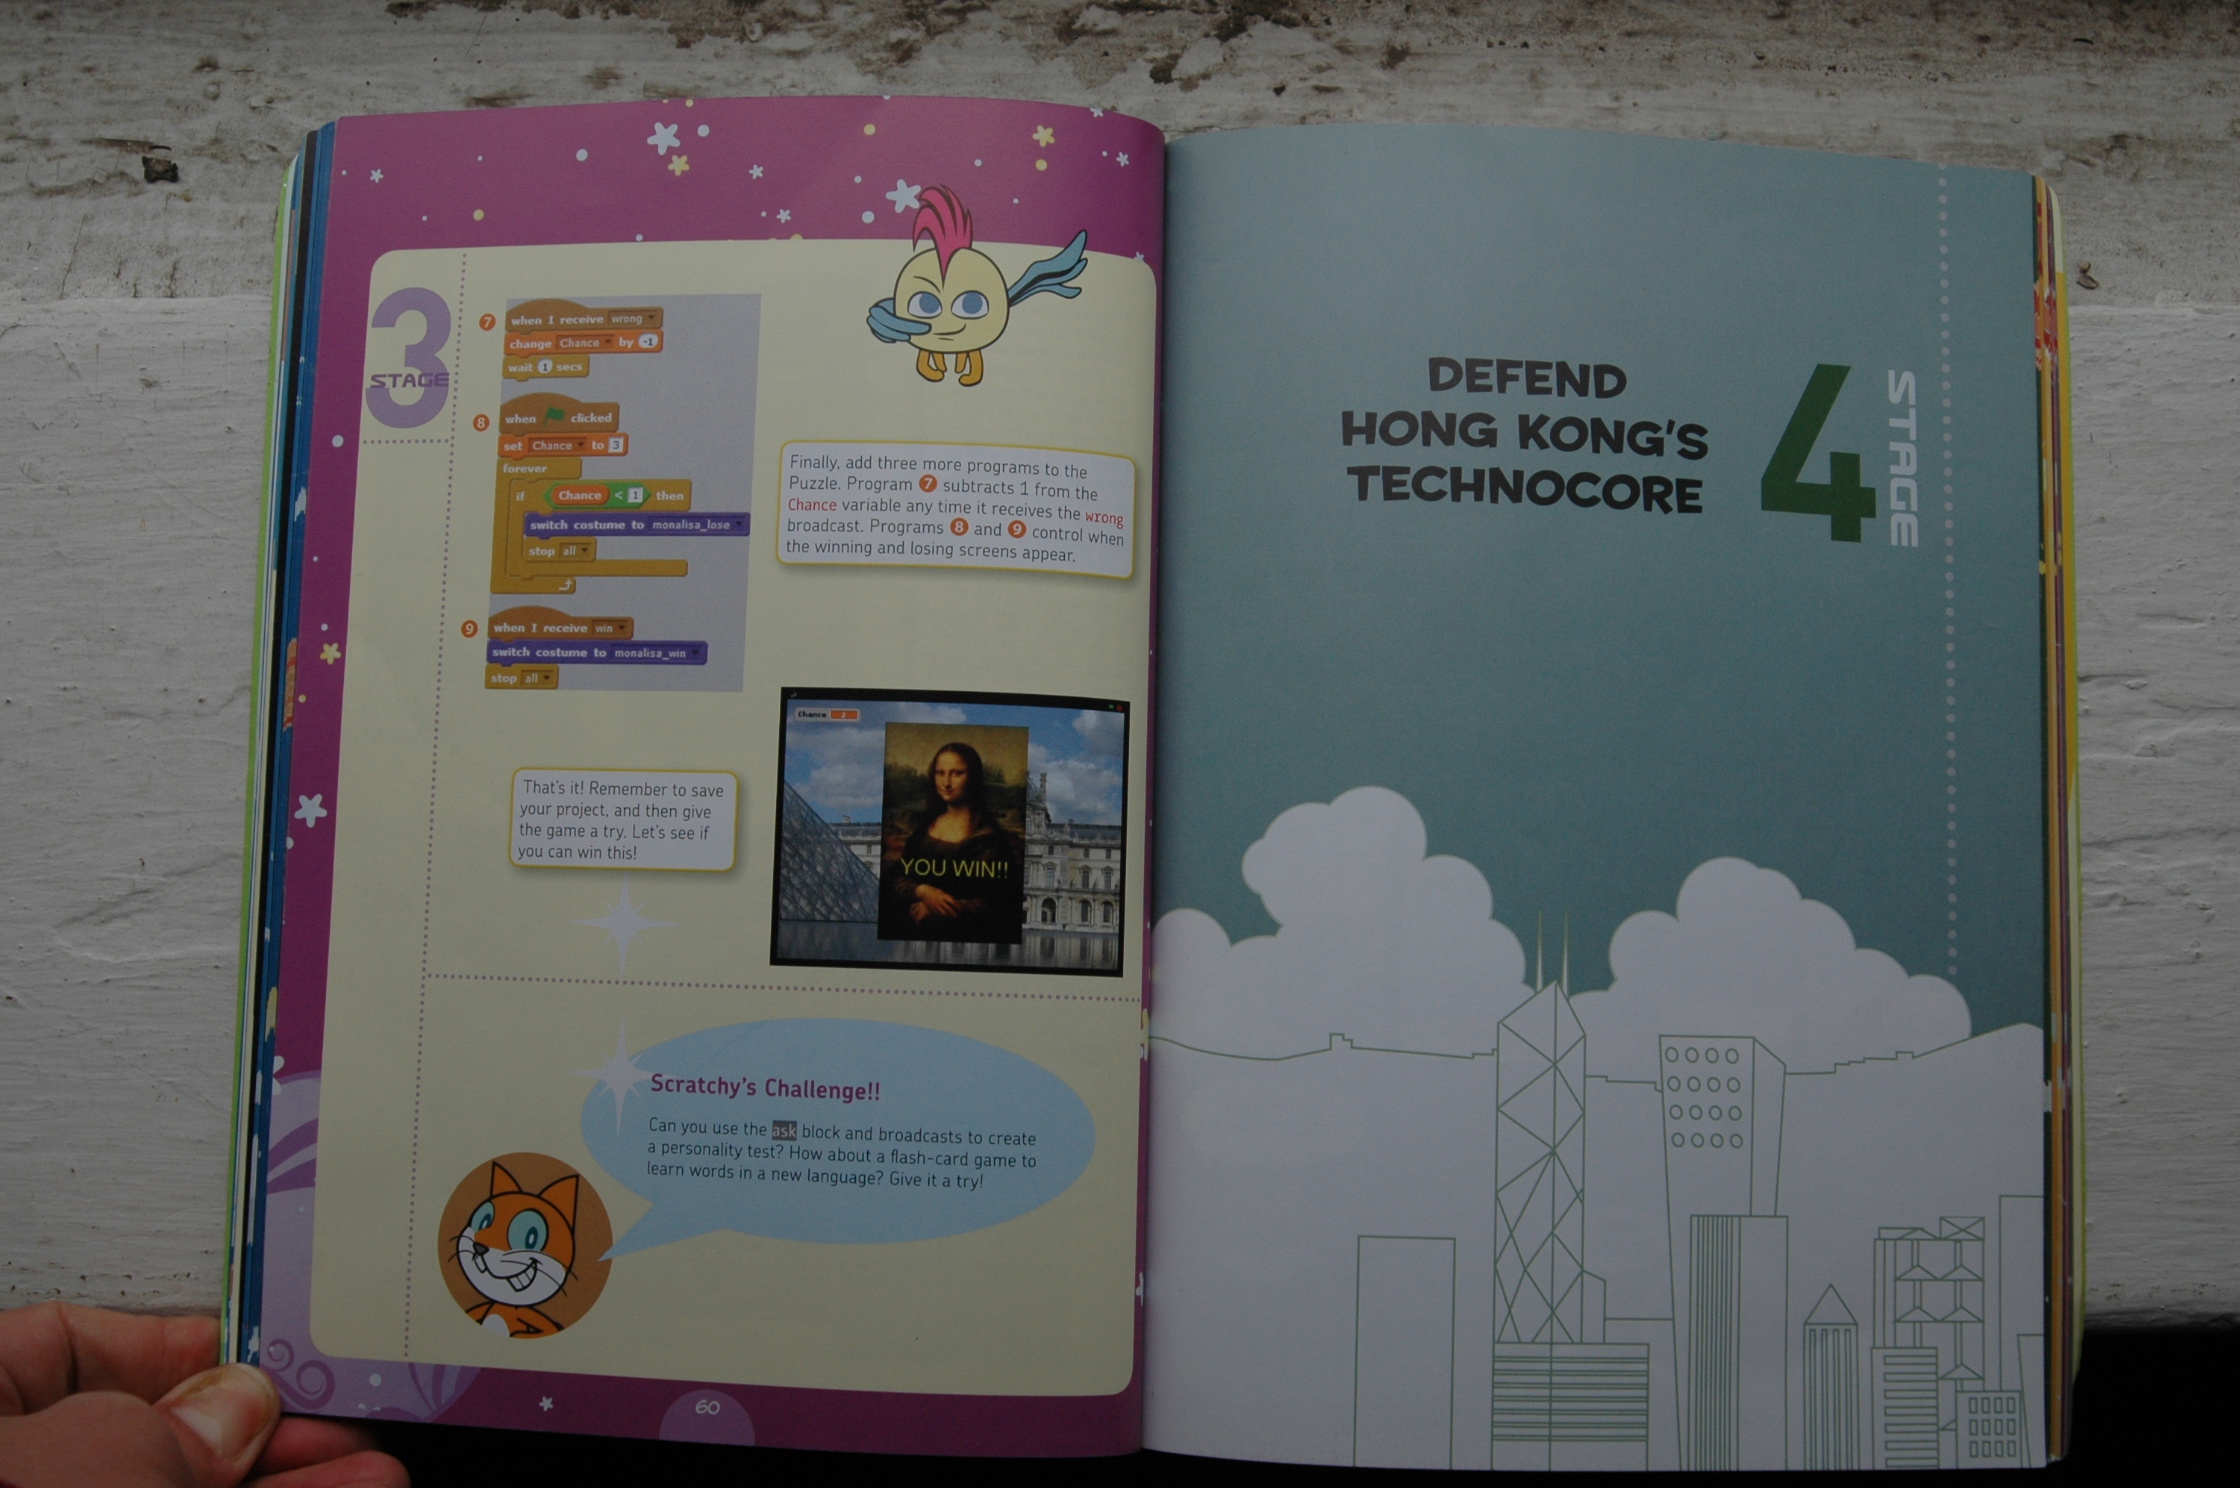 3
STAGE
7
when I receive wrong
change Chance by -1
wait 1 secs
8
when clicked
set Chance to 3
forever
if Chance < 1 then
switch costume to monalisa_lose
stop all
9
when I receive win
switch costume to monalisa_win
stop all
Finally, add three more programs to the
Puzzle. Program 7 subtracts 1 from the
Chance variable any time it receives the wrong
broadcast. Programs 8 and 9 control when
the winning and losing screens appear.
That's it! Remember to save
your project, and then give
the game a try. Let's see if
you can win this!
Chance 2
YOU WIN!!
Scratchy's Challenge!!
Can you use the ask block and broadcasts to create
a personality test? How about a flash-card game to
learn words in a new language? Give it a try!
60
DEFEND
HONG KONG'S
TECHNOCORE
4
STAGE